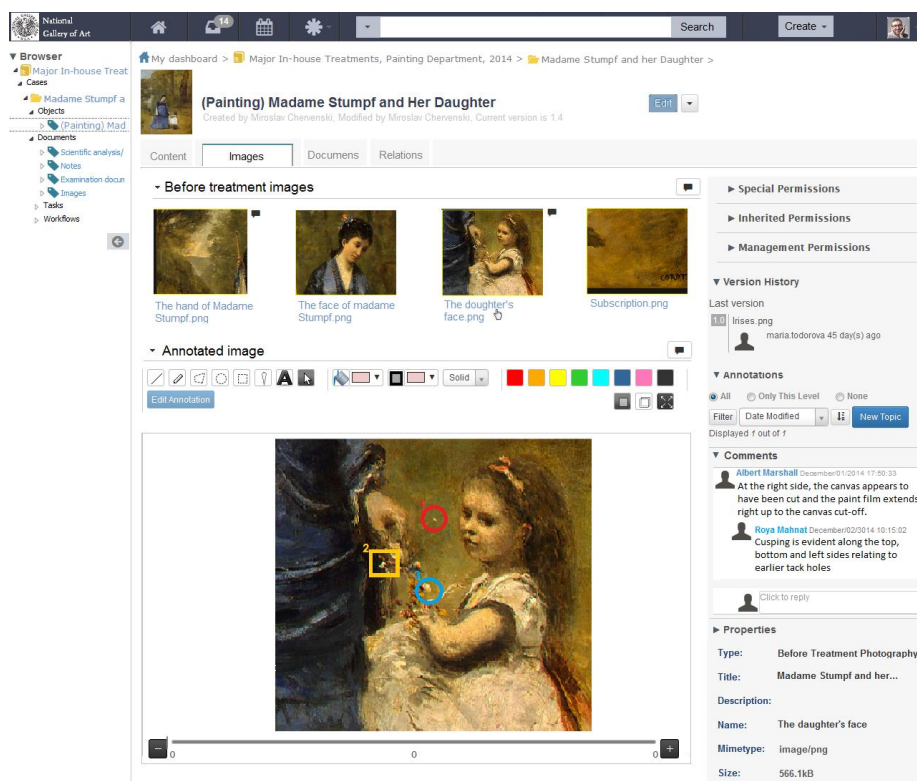 National
Gallery of Art
14
Search
Create
Browser
Major In-house Treat
Cases
Madame Stumpf a
Objects
(Painting) Mad
Documents
Scientific analysis/
Notes
Examination docun
Images
Tasks
Workflows
My dashboard > Major In-house Treatments, Painting Department, 2014 > Madame Stumpf and her Daughter >
(Painting) Madame Stumpf and Her Daughter
Created by Miroslav Chervenski, Modified by Miroslav Chervenski, Current version is 1.4
Edit
Content
Images
Documens
Relations
Before treatment images
The hand of Madame
Stumpf.png
The face of madame
Stumpf.png
The doughter's
face.png
COROT
Subscription.png
Annotated image
A
Solid
Edit Annotation
1
2
0
0
0
Special Permissions
Inherited Permissions
Management Permissions
Version History
Last version
1.0 Irises.png
maria.todorova 45 day(s) ago
Annotations
All Only This Level None
Filter Date Modified New Topic
Displayed 1 out of 1
Comments
Albert Marshall December/01/2014 17:50:33
At the right side, the canvas appears to
have been cut and the paint film extends
right up to the canvas cut-off.
Roya Mahnat December/02/3014 10:15:02
Cusping is evident along the top,
bottom and left sides relating to
earlier tack holes
Click to reply
Properties
Type: Before Treatment Photography
Title: Madame Stumpf and her...
Description:
Name: The daughter's face
Mimetype: image/png
Size: 566.1kB